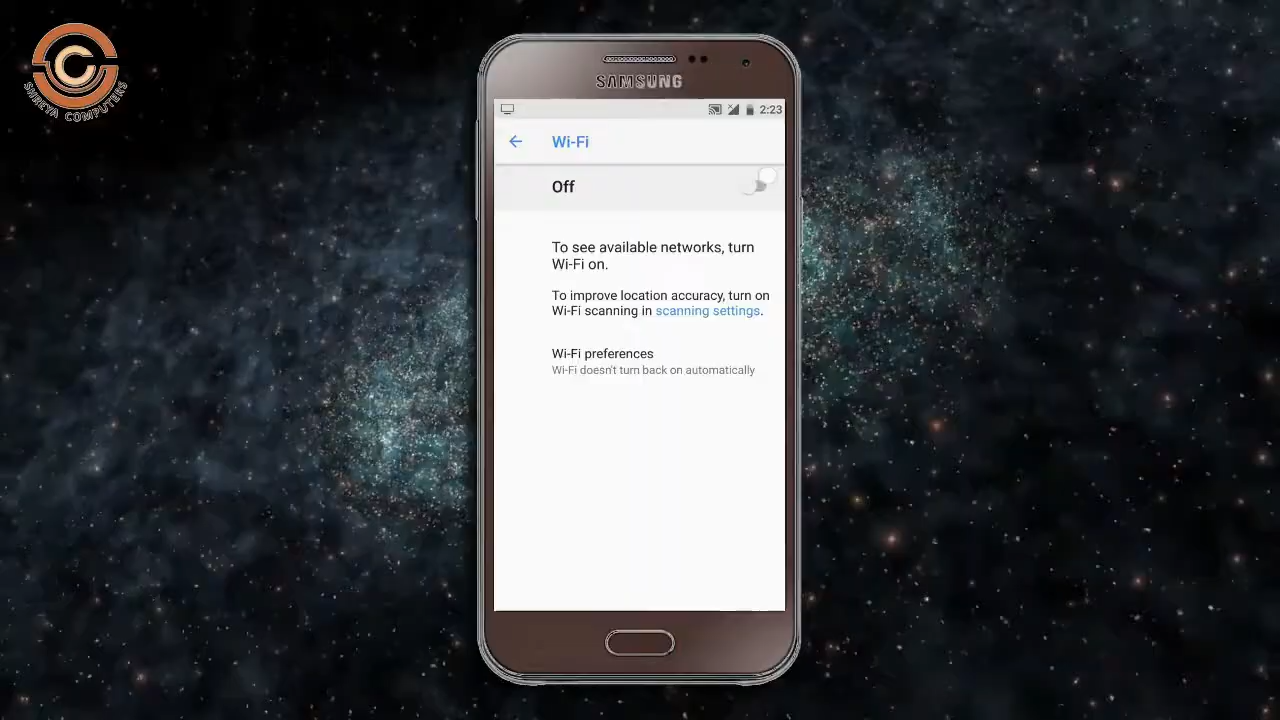 SHREYA COMPUTERS
SAMSUNG
2:23
Wi-Fi
Off
To see available networks, turn
Wi-Fi on.
To improve location accuracy, turn on
Wi-Fi scanning in scanning settings.
Wi-Fi preferences
Wi-Fi doesn't turn back on automatically